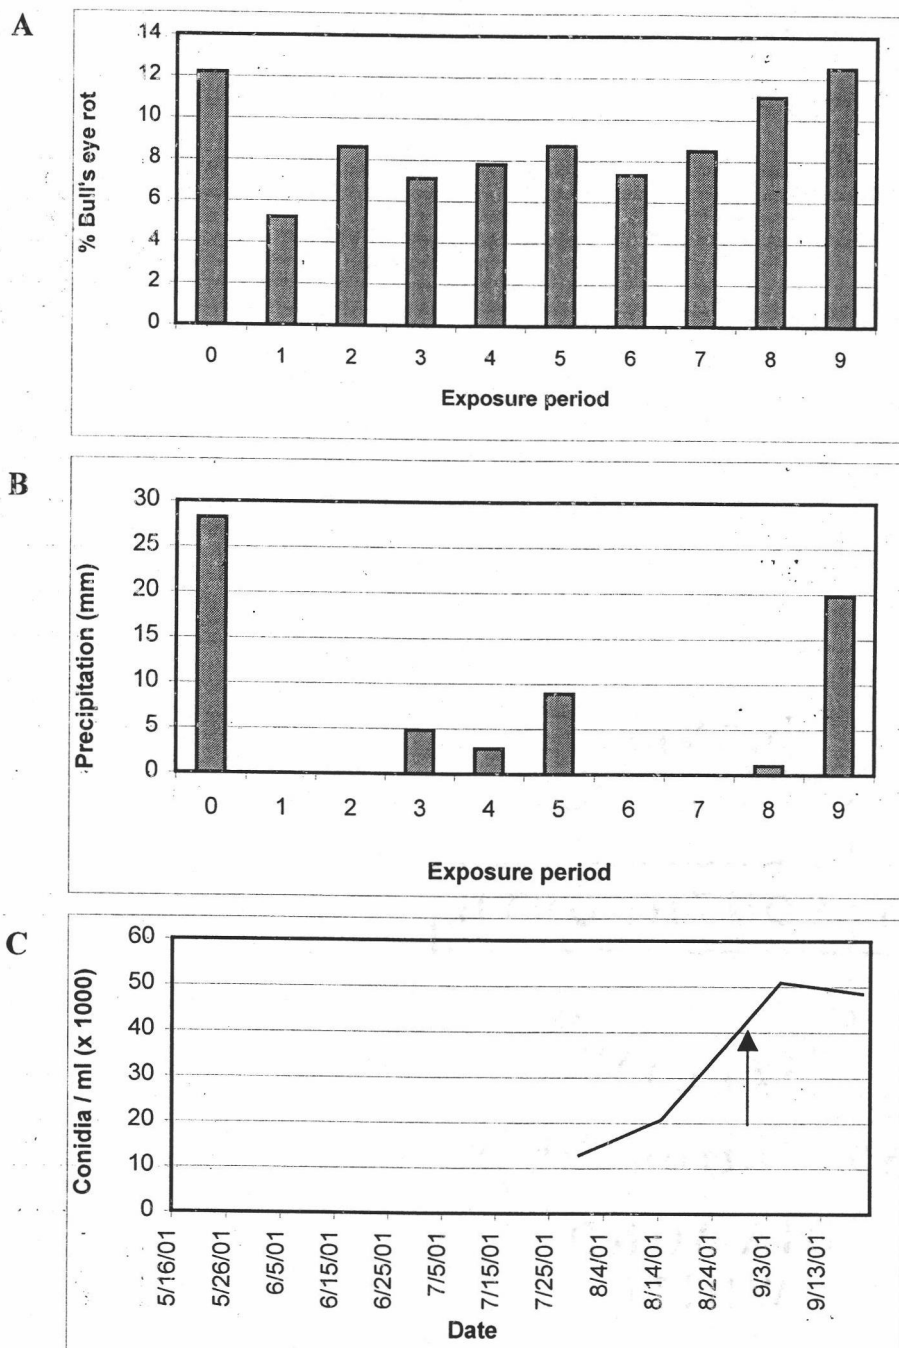 A
14
12
10
8
6
4
2
0
% Bull's eye rot
0 1 2 3 4 5 6 7 8 9
Exposure period
B
30
25
20
15
10
5
0
Precipitation (mm)
0 1 2 3 4 5 6 7 8 9
Exposure period
C
60
50
40
30
20
10
0
Conidia / ml (x 1000)
5/16/01 5/26/01 6/5/01 6/15/01 6/25/01 7/5/01 7/15/01 7/25/01 8/4/01 8/14/01 8/24/01 9/3/01 9/13/01
Date